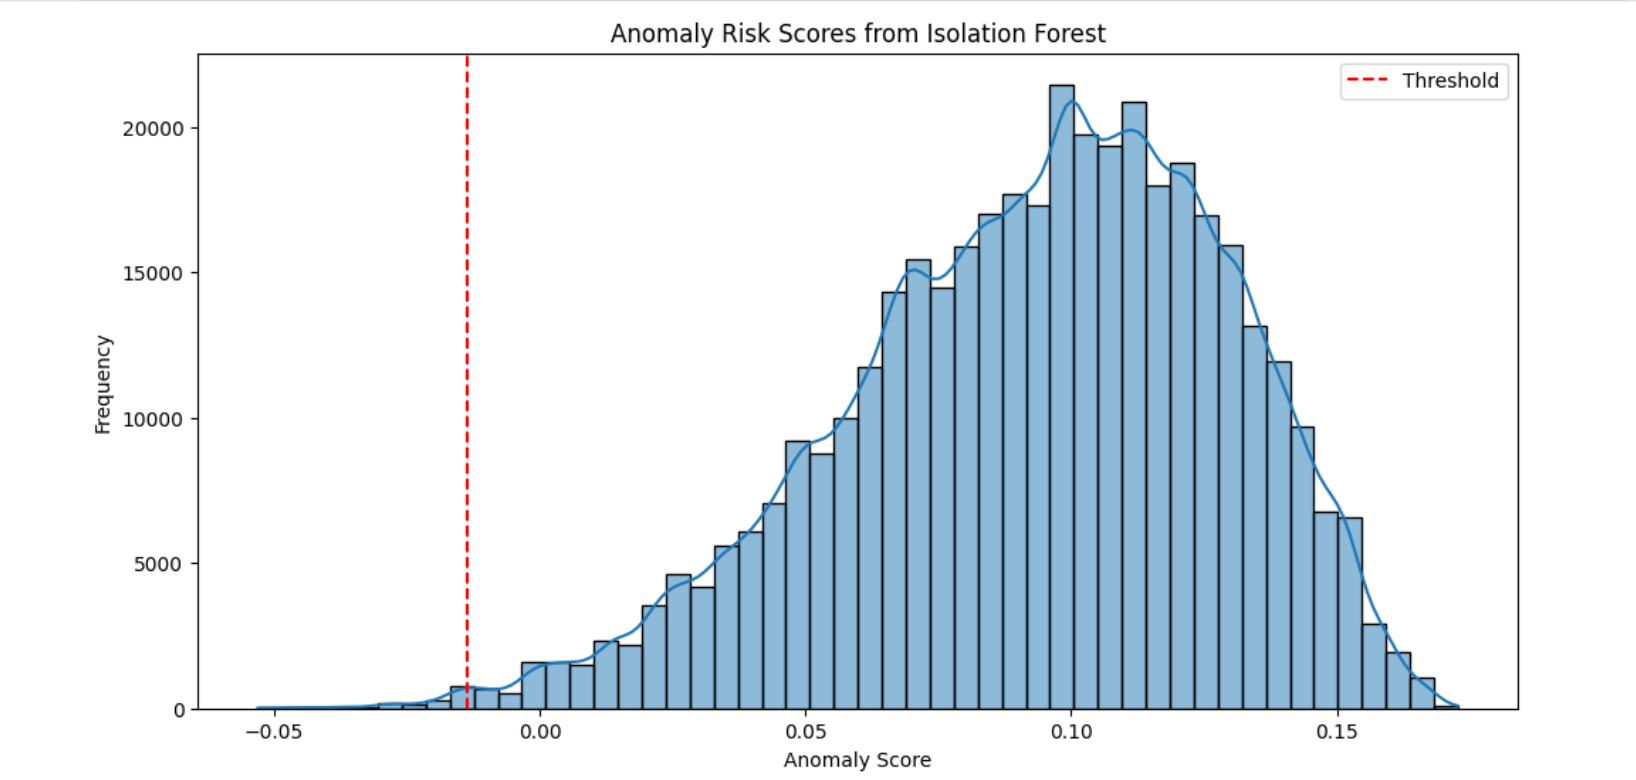 Anomaly Risk Scores from Isolation Forest
Threshold
20000
15000
10000
5000
0
Frequency
−0.05
0.00
0.05
0.10
0.15
Anomaly Score